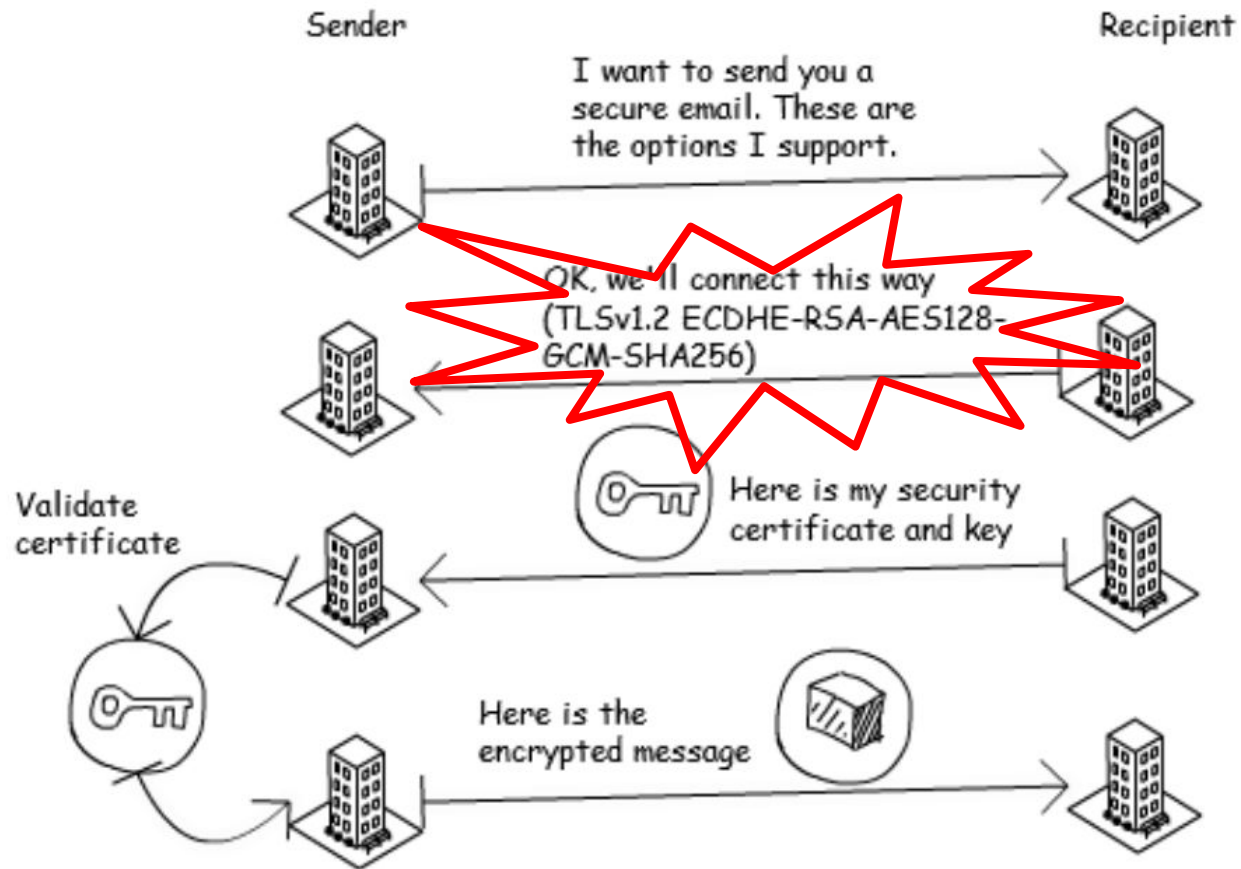 Sender
Recipient
I want to send you a
secure email. These are
the options I support.
OK, we'll connect this way
(TLSv1.2 ECDHE-RSA-AES128-
GCM-SHA256)
Here is my security
certificate and key
Validate
certificate
Here is the
encrypted message